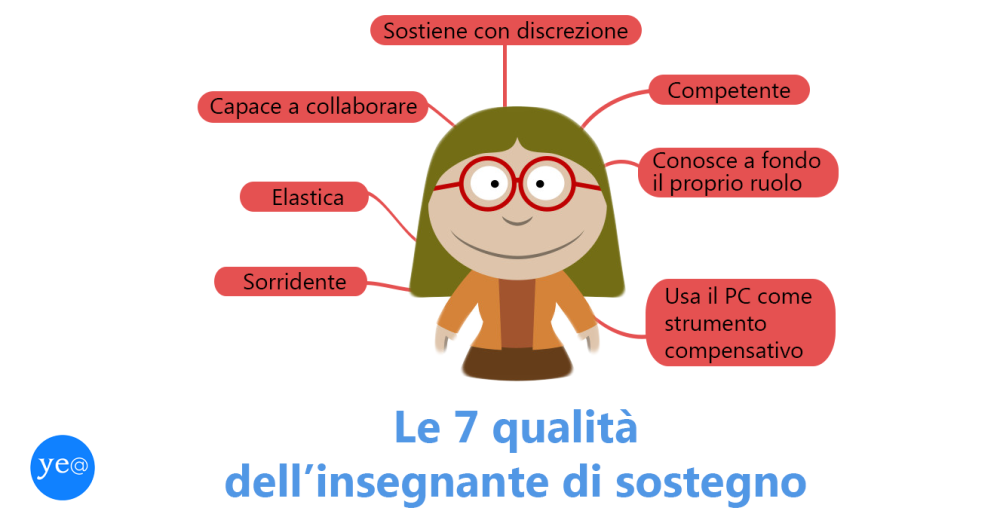 Sostiene con discrezione
Competente
Capace a collaborare
Conosce a fondo
il proprio ruolo
Elastica
Sorridente
Usa il PC come
strumento
compensativo
Le 7 qualità
dell’insegnante di sostegno
ye@